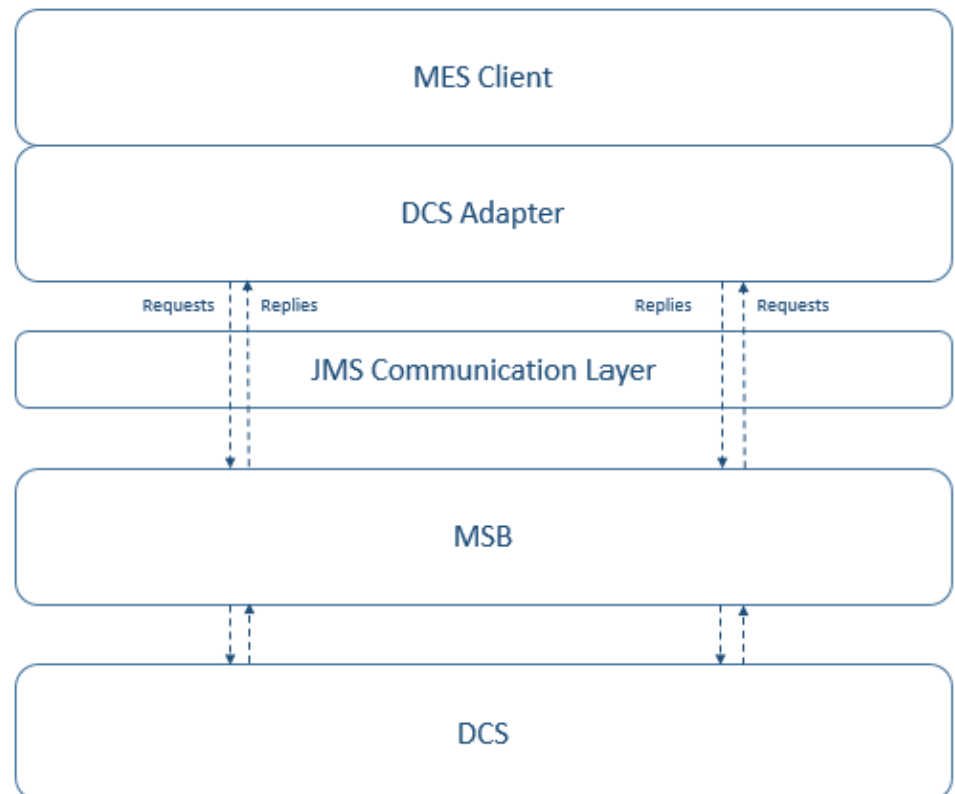 MES Client
DCS Adapter
Requests Replies Replies Requests
JMS Communication Layer
MSB
DCS